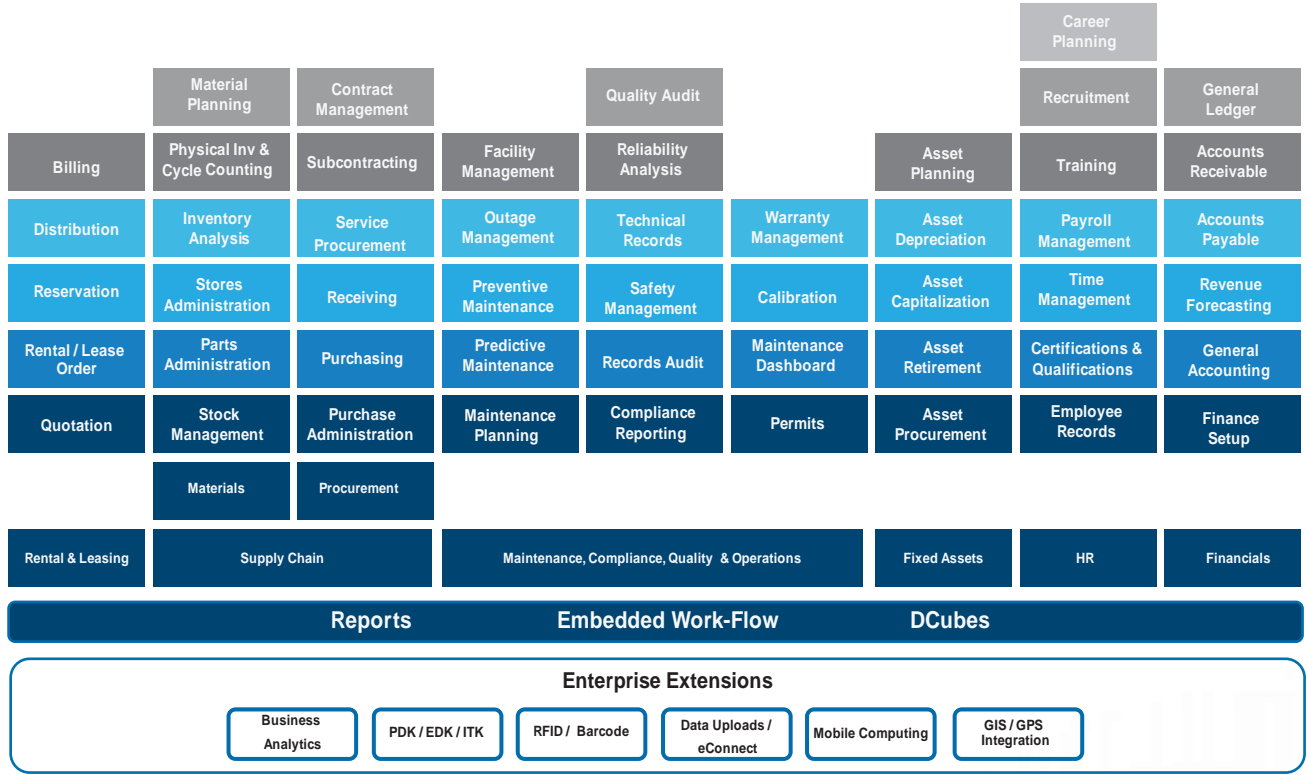 Career
Planning
Material
Planning
Contract
Management
Quality Audit
Recruitment
General
Ledger
Billing
Physical Inv &
Cycle Counting
Subcontracting
Facility
Management
Reliability
Analysis
Asset
Planning
Training
Accounts
Receivable
Distribution
Inventory
Analysis
Service
Procurement
Outage
Management
Technical
Records
Warranty
Management
Asset
Depreciation
Payroll
Management
Accounts
Payable
Reservation
Stores
Administration
Receiving
Preventive
Maintenance
Safety
Management
Calibration
Asset
Capitalization
Time
Management
Revenue
Forecasting
Rental / Lease
Order
Parts
Administration
Purchasing
Predictive
Maintenance
Records Audit
Maintenance
Dashboard
Asset
Retirement
Certifications &
Qualifications
General
Accounting
Quotation
Stock
Management
Purchase
Administration
Maintenance
Planning
Compliance
Reporting
Permits
Asset
Procurement
Employee
Records
Finance
Setup
Materials
Procurement
Rental & Leasing
Supply Chain
Maintenance, Compliance, Quality & Operations
Fixed Assets
HR
Financials
Reports
Embedded Work-Flow
DCubes
Enterprise Extensions
Business
Analytics
PDK / EDK / ITK
RFID / Barcode
Data Uploads /
eConnect
Mobile Computing
GIS / GPS
Integration